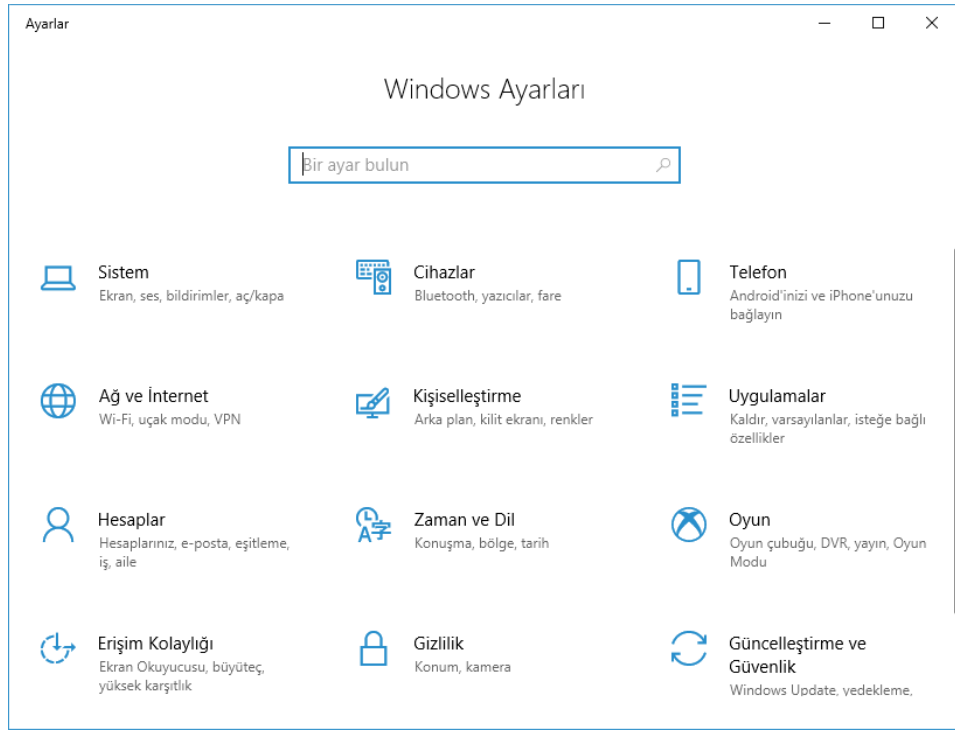 Ayarlar
Windows Ayarları
Bir ayar bulun
Sistem
Ekran, ses, bildirimler, aç/kapa
Cihazlar
Bluetooth, yazıcılar, fare
Telefon
Android'inizi ve iPhone'unuzu
bağlayın
Ağ ve İnternet
Wi-Fi, uçak modu, VPN
Kişiselleştirme
Arka plan, kilit ekranı, renkler
Uygulamalar
Kaldır, varsayılanlar, isteğe bağlı
özellikler
Hesaplar
Hesaplarınız, e-posta, eşitleme,
iş, aile
Zaman ve Dil
Konuşma, bölge, tarih
Oyun
Oyun çubuğu, DVR, yayın, Oyun
Modu
Erişim Kolaylığı
Ekran Okuyucusu, büyüteç,
yüksek karşıtlık
Gizlilik
Konum, kamera
Güncelleştirme ve
Güvenlik
Windows Update, yedekleme,